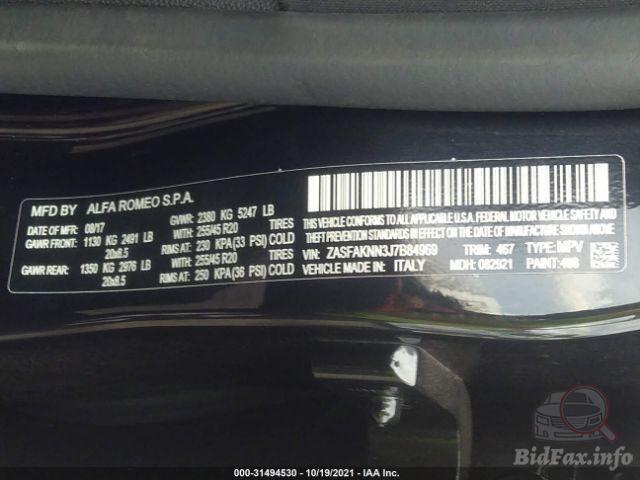 MFD BY ALFA ROMEO S.P.A.
DATE OF MFR 08/17 GVWR: 2380 KG 5247 LB
GAWR FRONT: 1130 KG 2491 LB 255/45 R20 TIRES
20x8.5 RIMS AT 230 KPA(33 PSI) COLD
GAWR REAR: 1350 KG 2976 LB WITH 255/45 R20 TIRES
20x8.5 RIMS AT 250 KPA(36 PSI) COLD
THIS VEHICLE CONFORMS TO ALL APPLICABLE U.S.A. FEDERAL MOTOR VEHICLE SAFETY,
BUMPER AND THEFT PREVENTION STANDARDS IN EFFECT ON THE DATE OF MANUFACTURE SHOWN ABOVE.
VIN: ZASFAKNN3J7B84969 TRIM: 467 TYPE: MPV
VEHICLE MADE IN: ITALY MDH: 082921 PAINT:
BidFax.info
000-31494530 - 10/19/2021 - IAA Inc.